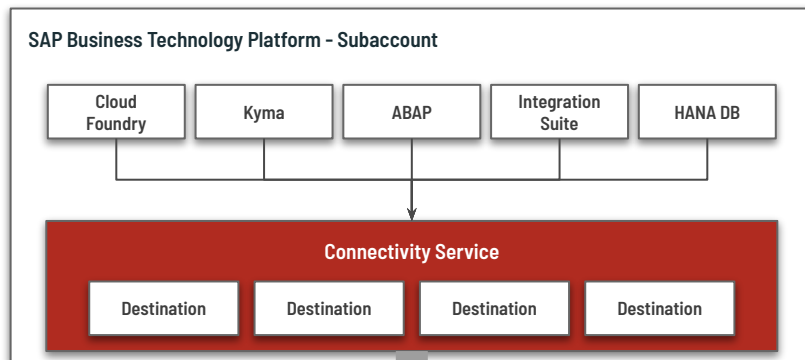 SAP Business Technology Platform - Subaccount
Cloud
Foundry
Kyma
ABAP
Integration
Suite
HANA DB
Connectivity Service
Destination
Destination
Destination
Destination